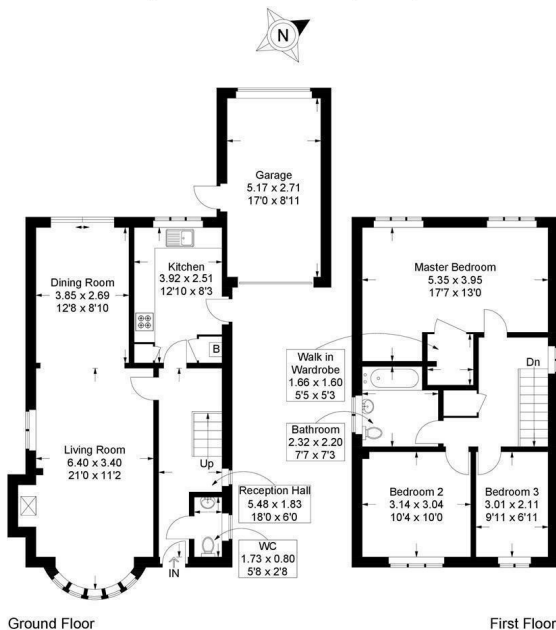 N
Garage
5.17 x 2.71
17'0 x 8'11
Dining Room
3.85 x 2.69
12'8 x 8'10
Kitchen
3.92 x 2.51
12'10 x 8'3
B
Living Room
6.40 x 3.40
21'0 x 11'2
Up
Reception Hall
5.48 x 1.83
18'0 x 6'0
WC
1.73 x 0.80
5'8 x 2'8
IN
Master Bedroom
5.35 x 3.95
17'7 x 13'0
Walk in
Wardrobe
1.66 x 1.60
5'5 x 5'3
Dn
Bathroom
2.32 x 2.20
7'7 x 7'3
Bedroom 2
3.14 x 3.04
10'4 x 10'0
Bedroom 3
3.01 x 2.11
9'11 x 6'11
Ground Floor
First Floor